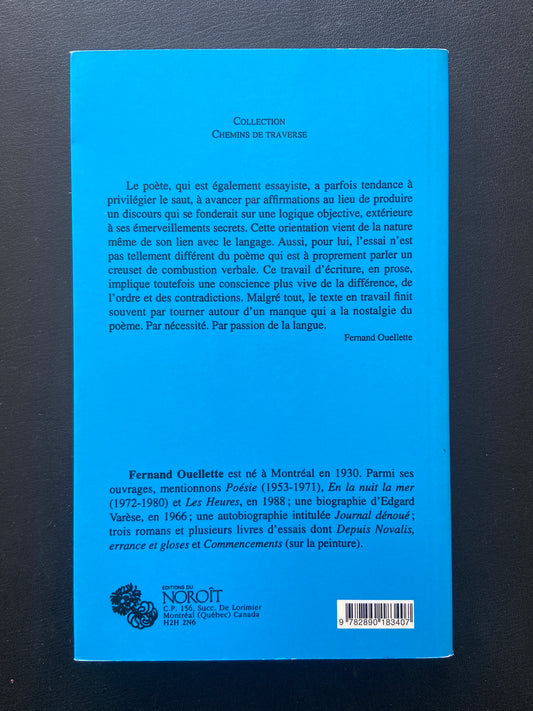 COLLECTION
CHEMINS DE TRAVERSE
Le poète, qui est également essayiste, a parfois tendance à
privilégier le saut, à avancer par affirmations au lieu de produire
un discours qui se fonderait sur une logique objective, extérieure
à ses émerveillements secrets. Cette orientation vient de la nature
même de son lien avec le langage. Aussi, pour lui, l'essai n'est
pas tellement différent du poème qui est à proprement parler un
creuset de combustion verbale. Ce travail d'écriture, en prose,
implique toutefois une conscience plus vive de la différence, de
l'ordre et des contradictions. Malgré tout, le texte en travail finit
souvent par tourner autour d'un manque qui a la nostalgie du
poème. Par nécessité. Par passion de la langue.
Fernand Ouellette
Fernand Ouellette est né à Montréal en 1930. Parmi ses
ouvrages, mentionnons Poésie (1953-1971), En la nuit la mer
(1972-1980) et Les Heures, en 1988 ; une biographie d'Edgard
Varèse, en 1966 ; une autobiographie intitulée Journal dénoué ;
trois romans et plusieurs livres d'essais dont Depuis Novalis,
errance et gloses et Commencements (sur la peinture).
ÉDITIONS DU
NOROÎT
C.P. 156, Succ. De Lorimier
Montréal (Québec) Canada
H2H 2N6
9 782890 183407